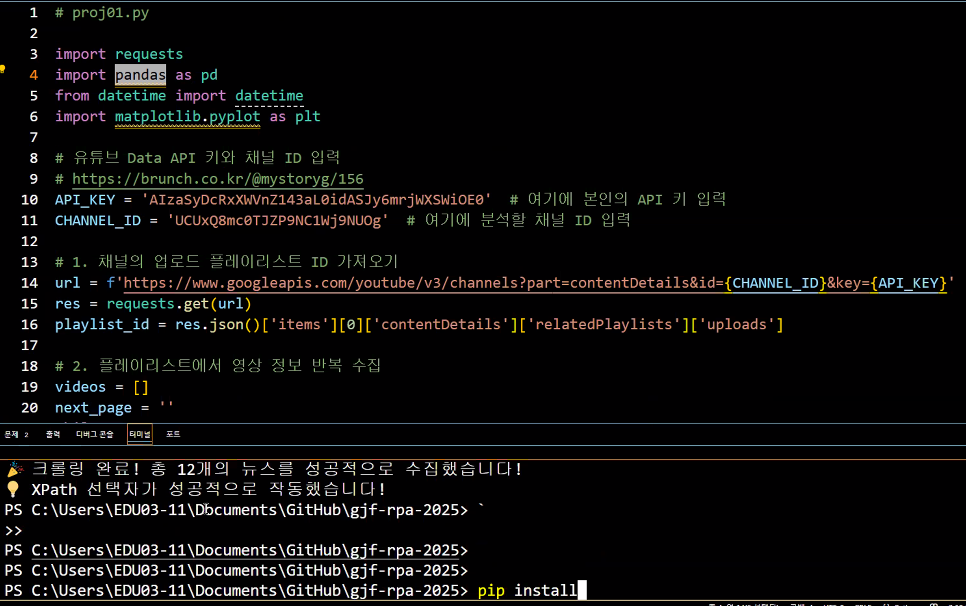 1 # proj01.py
2
3 import requests
4 import pandas as pd
5 from datetime import datetime
6 import matplotlib.pyplot as plt
7
8 # 유튜브 Data API 키와 채널 ID 입력
9 # https://brunch.co.kr/@mystoryg/156
10 API_KEY = 'AIzaSyDcRxXWVnZ143aL0idASJy6mrjWXSWiOE0' # 여기에 본인의 API 키 입력
11 CHANNEL_ID = 'UCUxQ8mc0TJZP9NC1Wj9NUOg' # 여기에 분석할 채널 ID 입력
12
13 # 1. 채널의 업로드 플레이리스트 ID 가져오기
14 url = f'https://www.googleapis.com/youtube/v3/channels?part=contentDetails&id={CHANNEL_ID}&key={API_KEY}'
15 res = requests.get(url)
16 playlist_id = res.json()['items'][0]['contentDetails']['relatedPlaylists']['uploads']
17
18 # 2. 플레이리스트에서 영상 정보 반복 수집
19 videos = []
20 next_page = ''
문제 2 출력 디버그 콘솔 터미널 포트
🎉 크롤링 완료! 총 12개의 뉴스를 성공적으로 수집했습니다!
💡 XPath 선택자가 성공적으로 작동했습니다!
PS C:\Users\EDU03-11\Documents\GitHub\gjf-rpa-2025> `
>>
PS C:\Users\EDU03-11\Documents\GitHub\gjf-rpa-2025>
PS C:\Users\EDU03-11\Documents\GitHub\gjf-rpa-2025>
PS C:\Users\EDU03-11\Documents\GitHub\gjf-rpa-2025> pip install